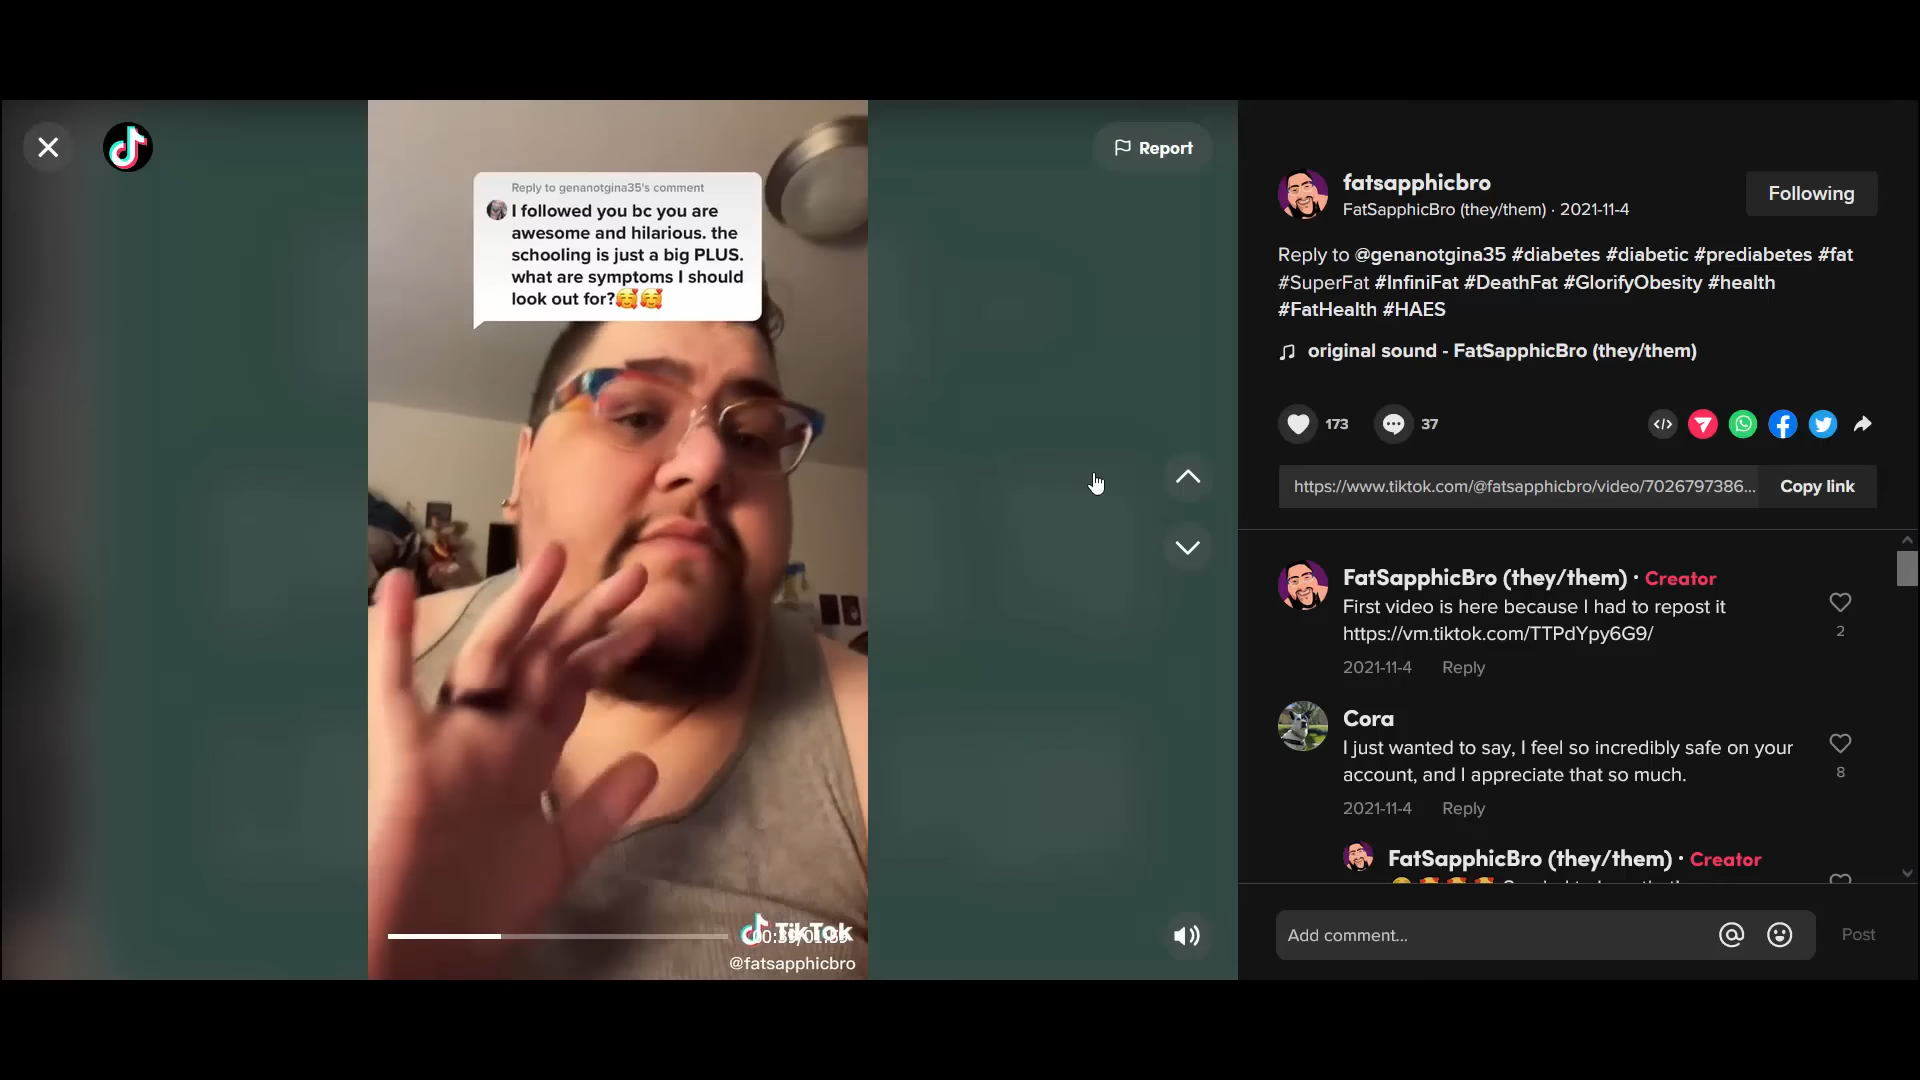 Report
Reply to genanotgina35's comment
I followed you bc you are
awesome and hilarious. the
schooling is just a big PLUS.
what are symptoms I should
look out for?🥰🥰
TikTok
@fatsapphicbro
fatsapphicbro
FatSapphicBro (they/them) · 2021-11-4
Following
Reply to @genanotgina35 #diabetes #diabetic #prediabetes #fat
#SuperFat #InfiniFat #DeathFat #GlorifyObesity #health
#FatHealth #HAES
original sound - FatSapphicBro (they/them)
173
37
https://www.tiktok.com/@fatsapphicbro/video/7026797386...
Copy link
FatSapphicBro (they/them) · Creator
First video is here because I had to repost it
https://vm.tiktok.com/TTPdYpy6G9/
2
2021-11-4 Reply
Cora
I just wanted to say, I feel so incredibly safe on your
account, and I appreciate that so much.
8
2021-11-4 Reply
FatSapphicBro (they/them) · Creator
Add comment...
Post